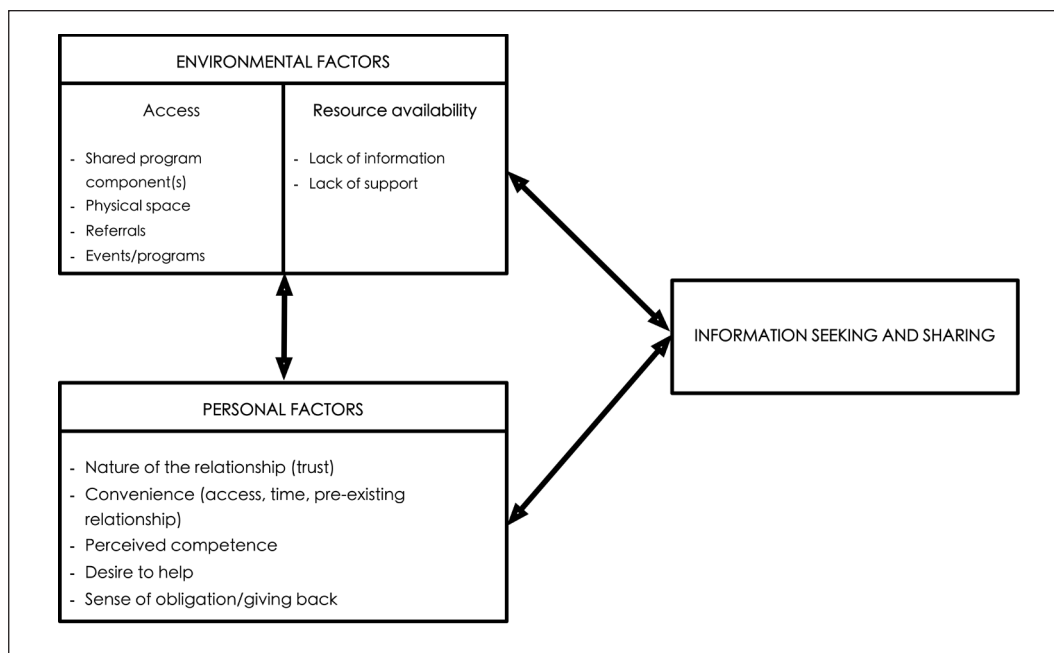 ENVIRONMENTAL FACTORS
Access
- Shared program
component(s)
- Physical space
- Referrals
- Events/programs
Resource availability
- Lack of information
- Lack of support
INFORMATION SEEKING AND SHARING
PERSONAL FACTORS
- Nature of the relationship (trust)
- Convenience (access, time, pre-existing
relationship)
- Perceived competence
- Desire to help
- Sense of obligation/giving back